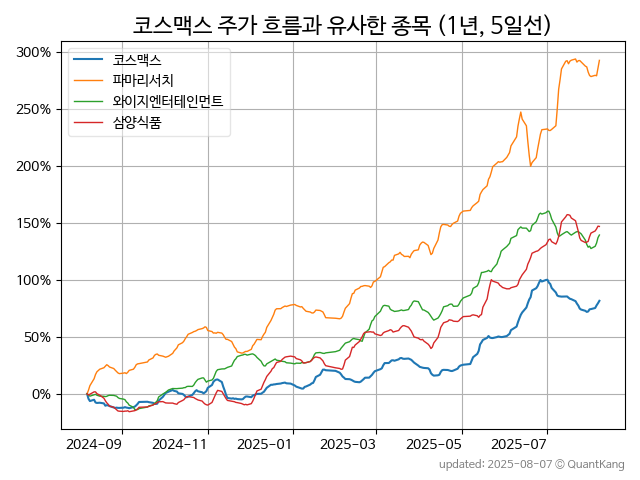 코스맥스 주가 흐름과 유사한 종목 (1년, 5일선)
코스맥스
파마리서치
와이지엔터테인먼트
삼양식품
300%
250%
200%
150%
100%
50%
0%
2024-09 2024-11 2025-01 2025-03 2025-05 2025-07
updated: 2025-08-07 © QuantKang